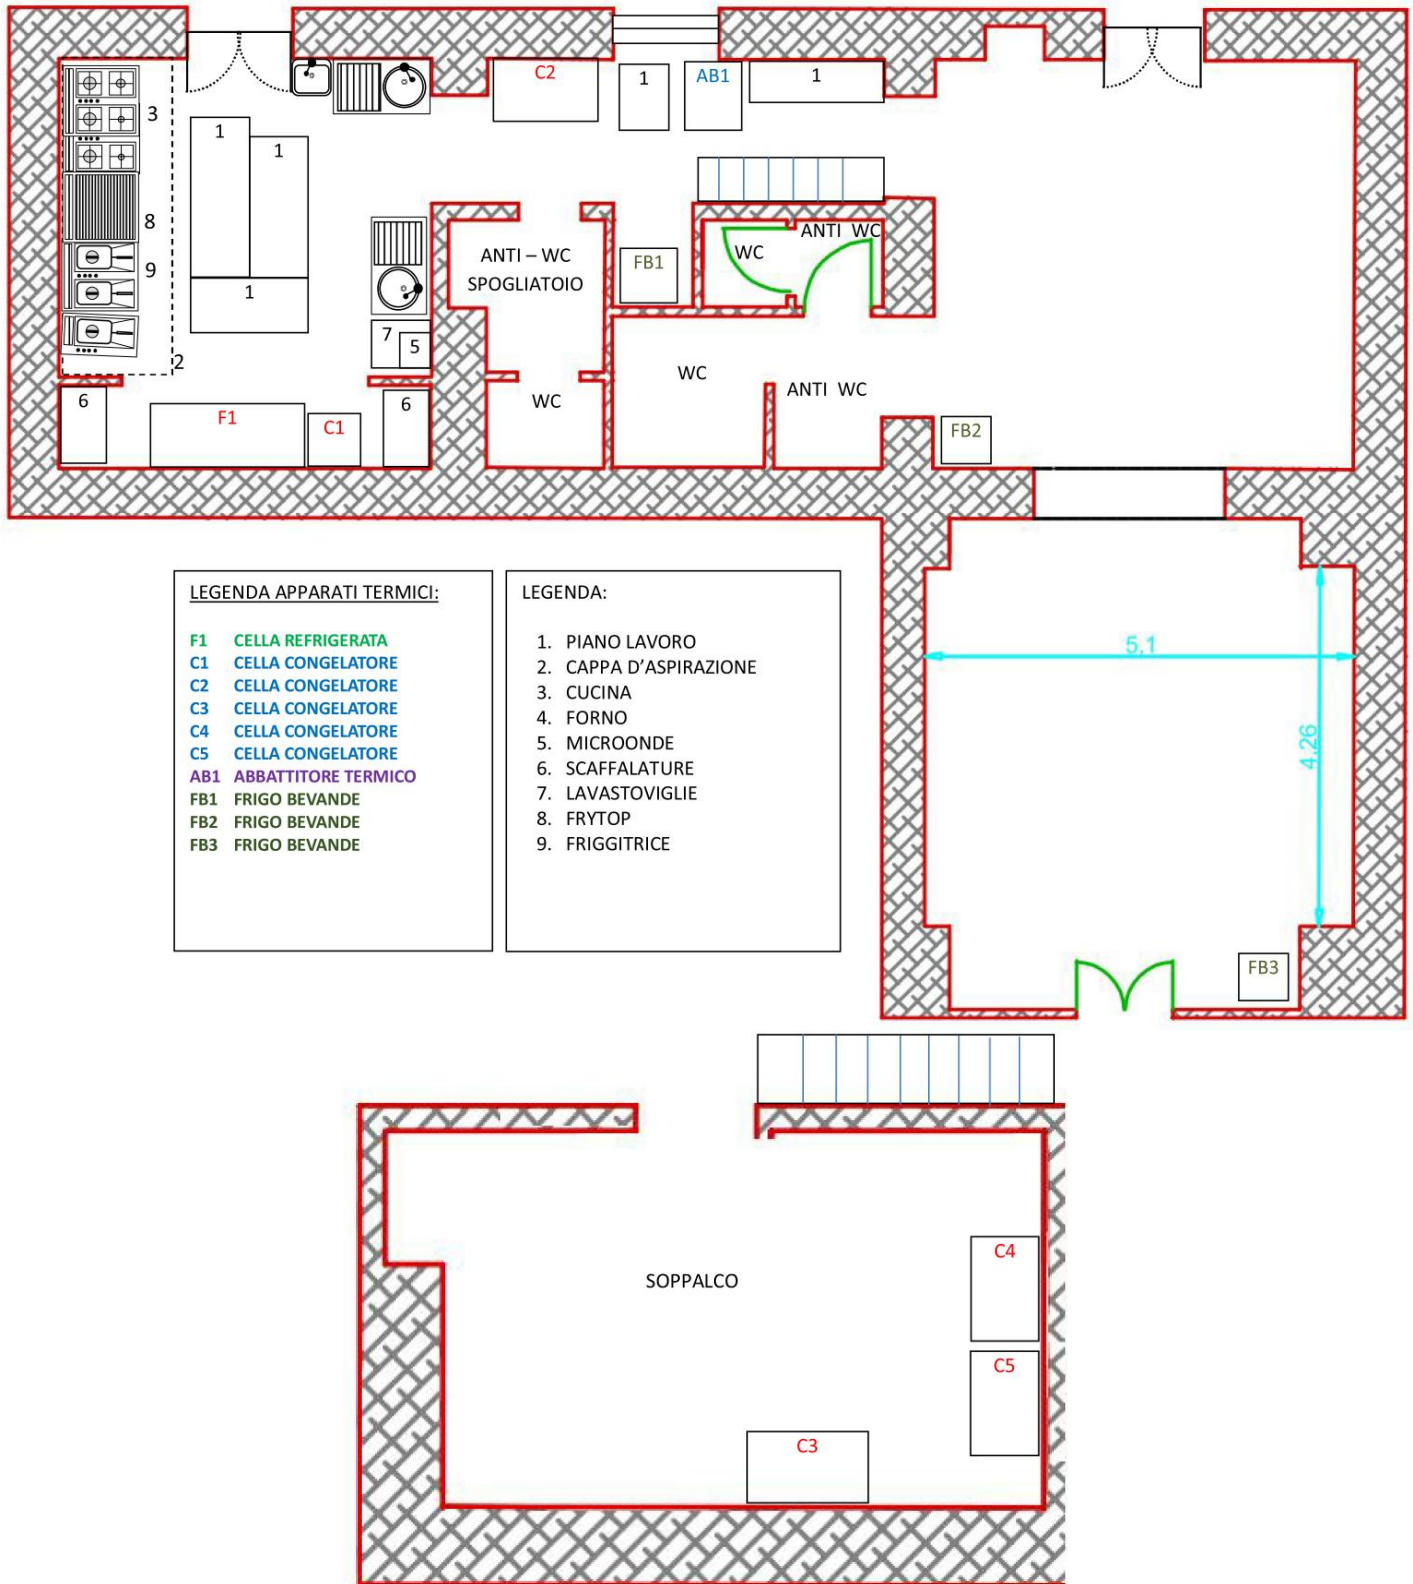 C2
1
AB1
1
3
1
1
8
9
1
2
7
5
6
F1
C1
6
ANTI – WC
SPOGLIATOIO
WC
FB1
WC
ANTI WC
WC
ANTI WC
FB2
LEGENDA APPARATI TERMICI:
F1 CELLA REFRIGERATA
C1 CELLA CONGELATORE
C2 CELLA CONGELATORE
C3 CELLA CONGELATORE
C4 CELLA CONGELATORE
C5 CELLA CONGELATORE
AB1 ABBATTITORE TERMICO
FB1 FRIGO BEVANDE
FB2 FRIGO BEVANDE
FB3 FRIGO BEVANDE
LEGENDA:
1. PIANO LAVORO
2. CAPPA D'ASPIRAZIONE
3. CUCINA
4. FORNO
5. MICROONDE
6. SCAFFALATURE
7. LAVASTOVIGLIE
8. FRYTOP
9. FRIGGITRICE
5,1
4,26
FB3
SOPPALCO
C4
C5
C3